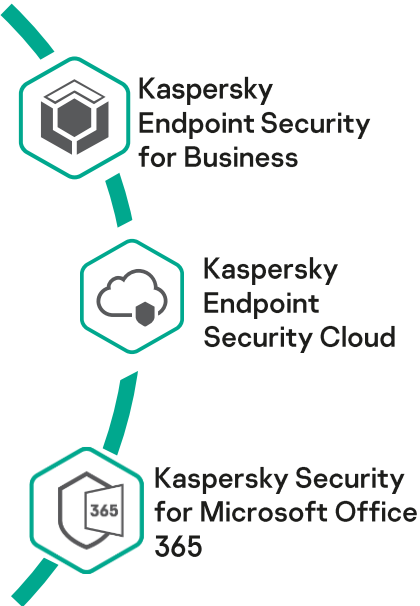 Kaspersky
Endpoint Security
for Business
Kaspersky
Endpoint
Security Cloud
365
Kaspersky Security
for Microsoft Office
365